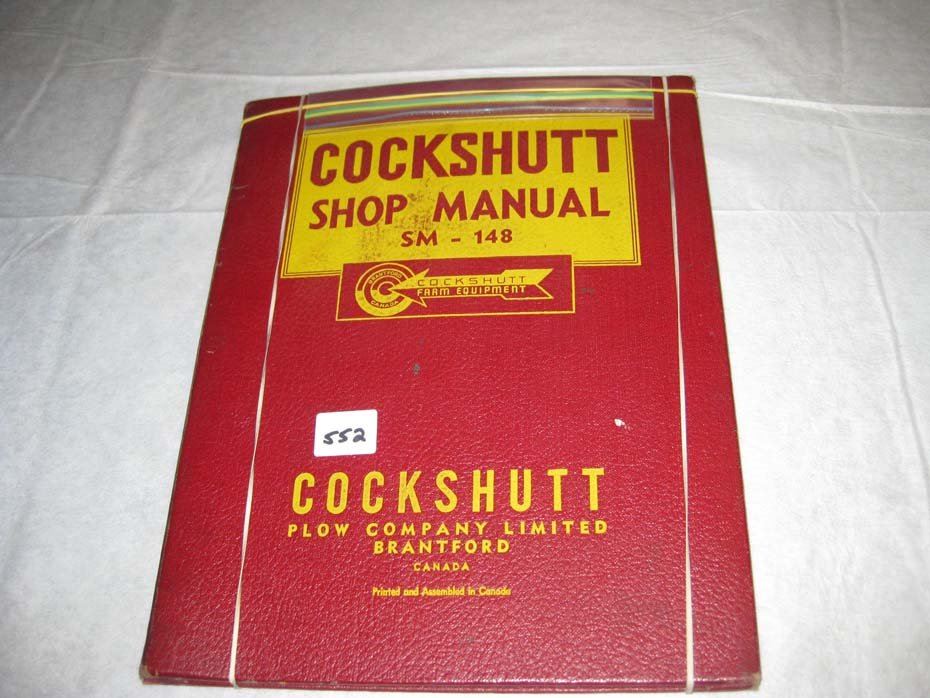 COCKSHUTT
SHOP MANUAL
SM - 148
BRANTFORD
CANADA
COCKSHUTT
FARM EQUIPMENT
552
COCKSHUTT
PLOW COMPANY LIMITED
BRANTFORD
CANADA
Printed and Assembled in Canada